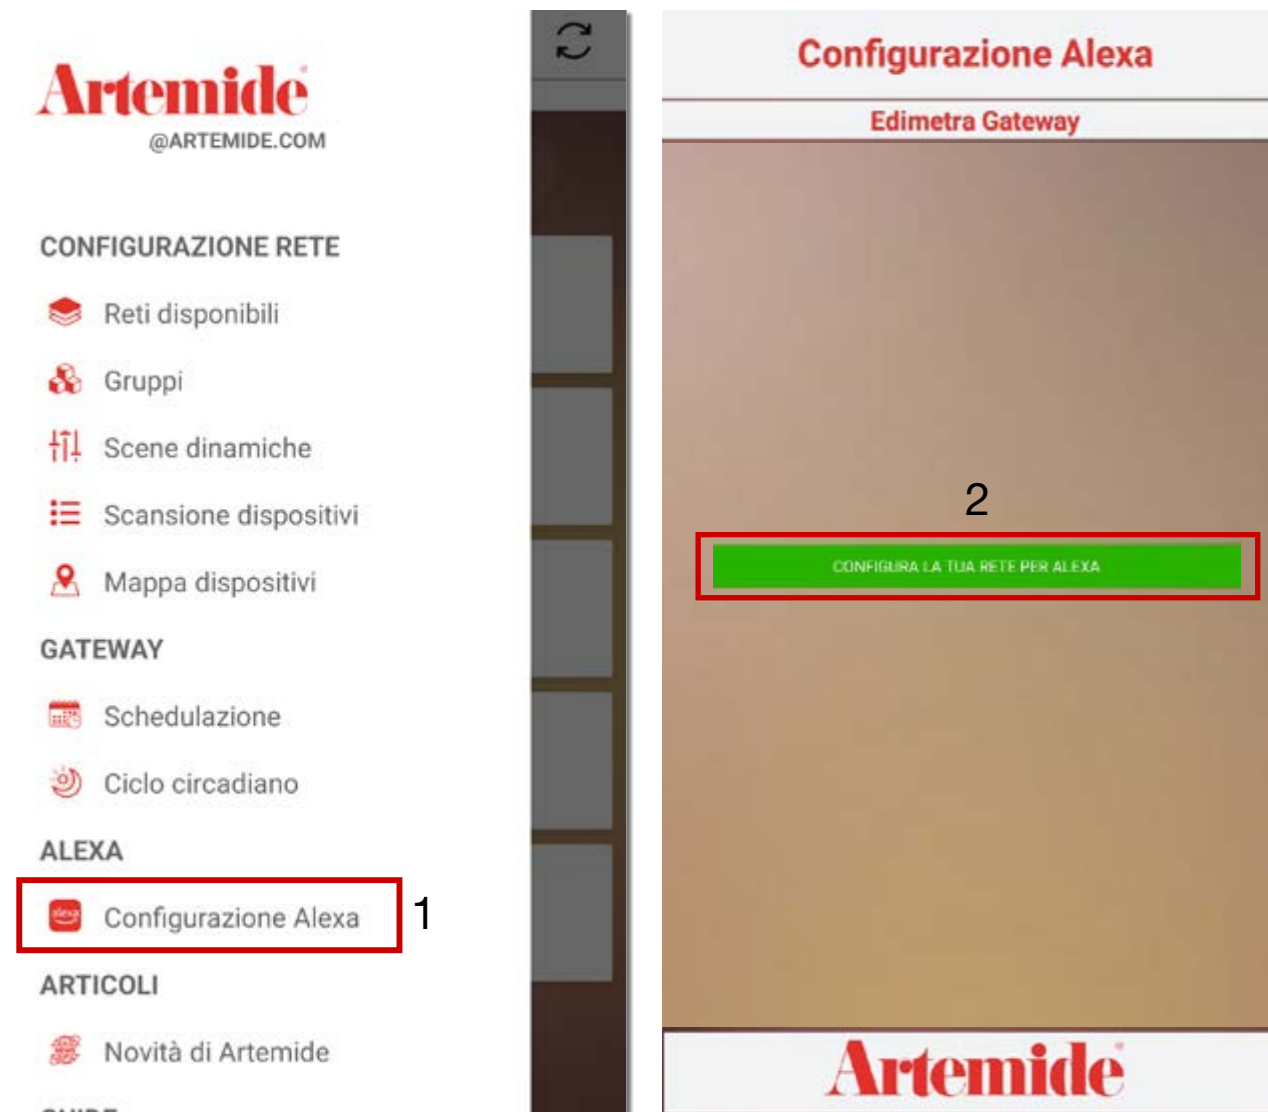 Artemide
@ARTEMIDE.COM
CONFIGURAZIONE RETE
Reti disponibili
Gruppi
Scene dinamiche
Scansione dispositivi
Mappa dispositivi
GATEWAY
Schedulazione
Ciclo circadiano
ALEXA
alexa Configurazione Alexa 1
ARTICOLI
Novità di Artemide
GUIDE
Configurazione Alexa
Edimetra Gateway
2
CONFIGURA LA TUA RETE PER ALEXA
Artemide